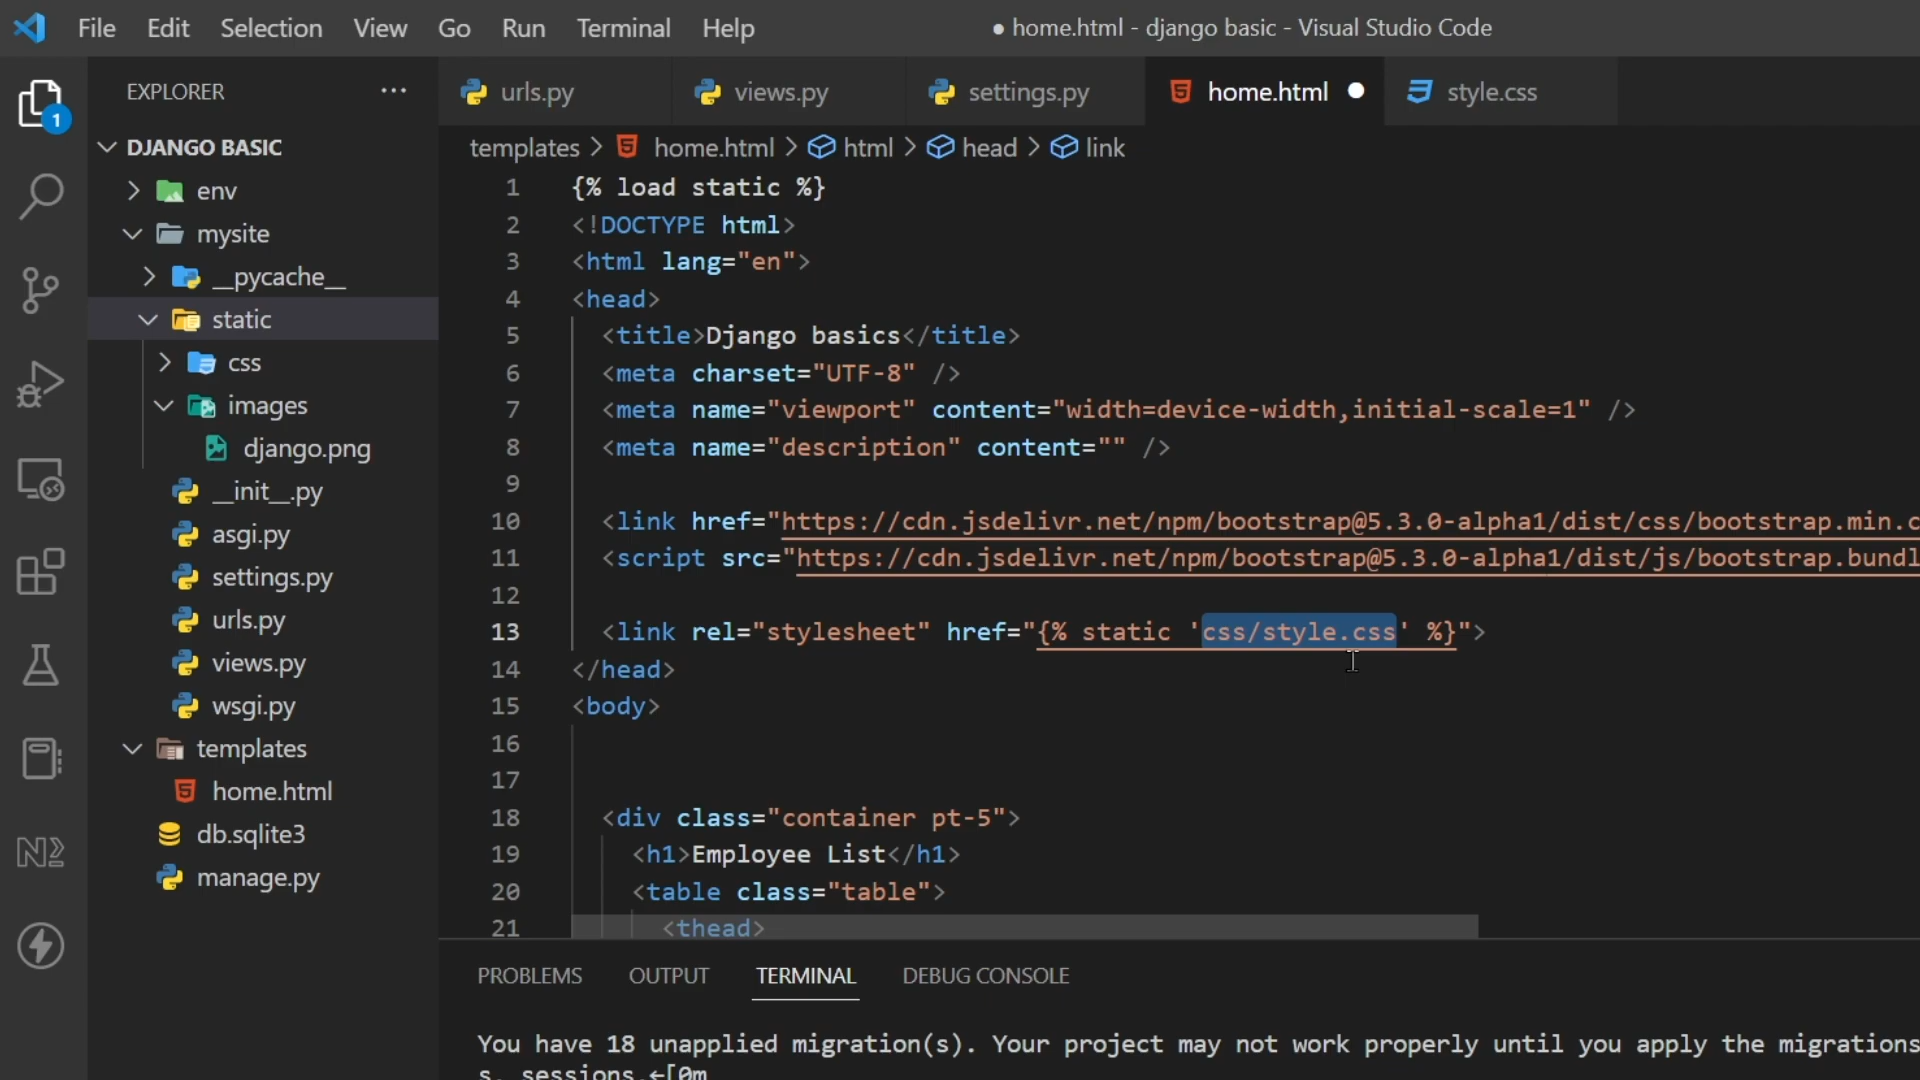 File Edit Selection View Go Run Terminal Help ● home.html - django basic - Visual Studio Code
EXPLORER ···
1
urls.py views.py settings.py home.html style.css
DJANGO BASIC
env
mysite
__pycache__
static
css
images
django.png
__init__.py
asgi.py
settings.py
urls.py
views.py
wsgi.py
templates
home.html
db.sqlite3
manage.py
templates > home.html > html > head > link
1 {% load static %}
2 <!DOCTYPE html>
3 <html lang="en">
4 <head>
5 <title>Django basics</title>
6 <meta charset="UTF-8" />
7 <meta name="viewport" content="width=device-width,initial-scale=1" />
8 <meta name="description" content="" />
9
10 <link href="https://cdn.jsdelivr.net/npm/bootstrap@5.3.0-alpha1/dist/css/bootstrap.min.c
11 <script src="https://cdn.jsdelivr.net/npm/bootstrap@5.3.0-alpha1/dist/js/bootstrap.bundl
12
13 <link rel="stylesheet" href="{% static 'css/style.css' %}">
14 </head>
15 <body>
16
17
18 <div class="container pt-5">
19 <h1>Employee List</h1>
20 <table class="table">
21 <thead>
PROBLEMS OUTPUT TERMINAL DEBUG CONSOLE
You have 18 unapplied migration(s). Your project may not work properly until you apply the migrations
s, sessions.←[0m